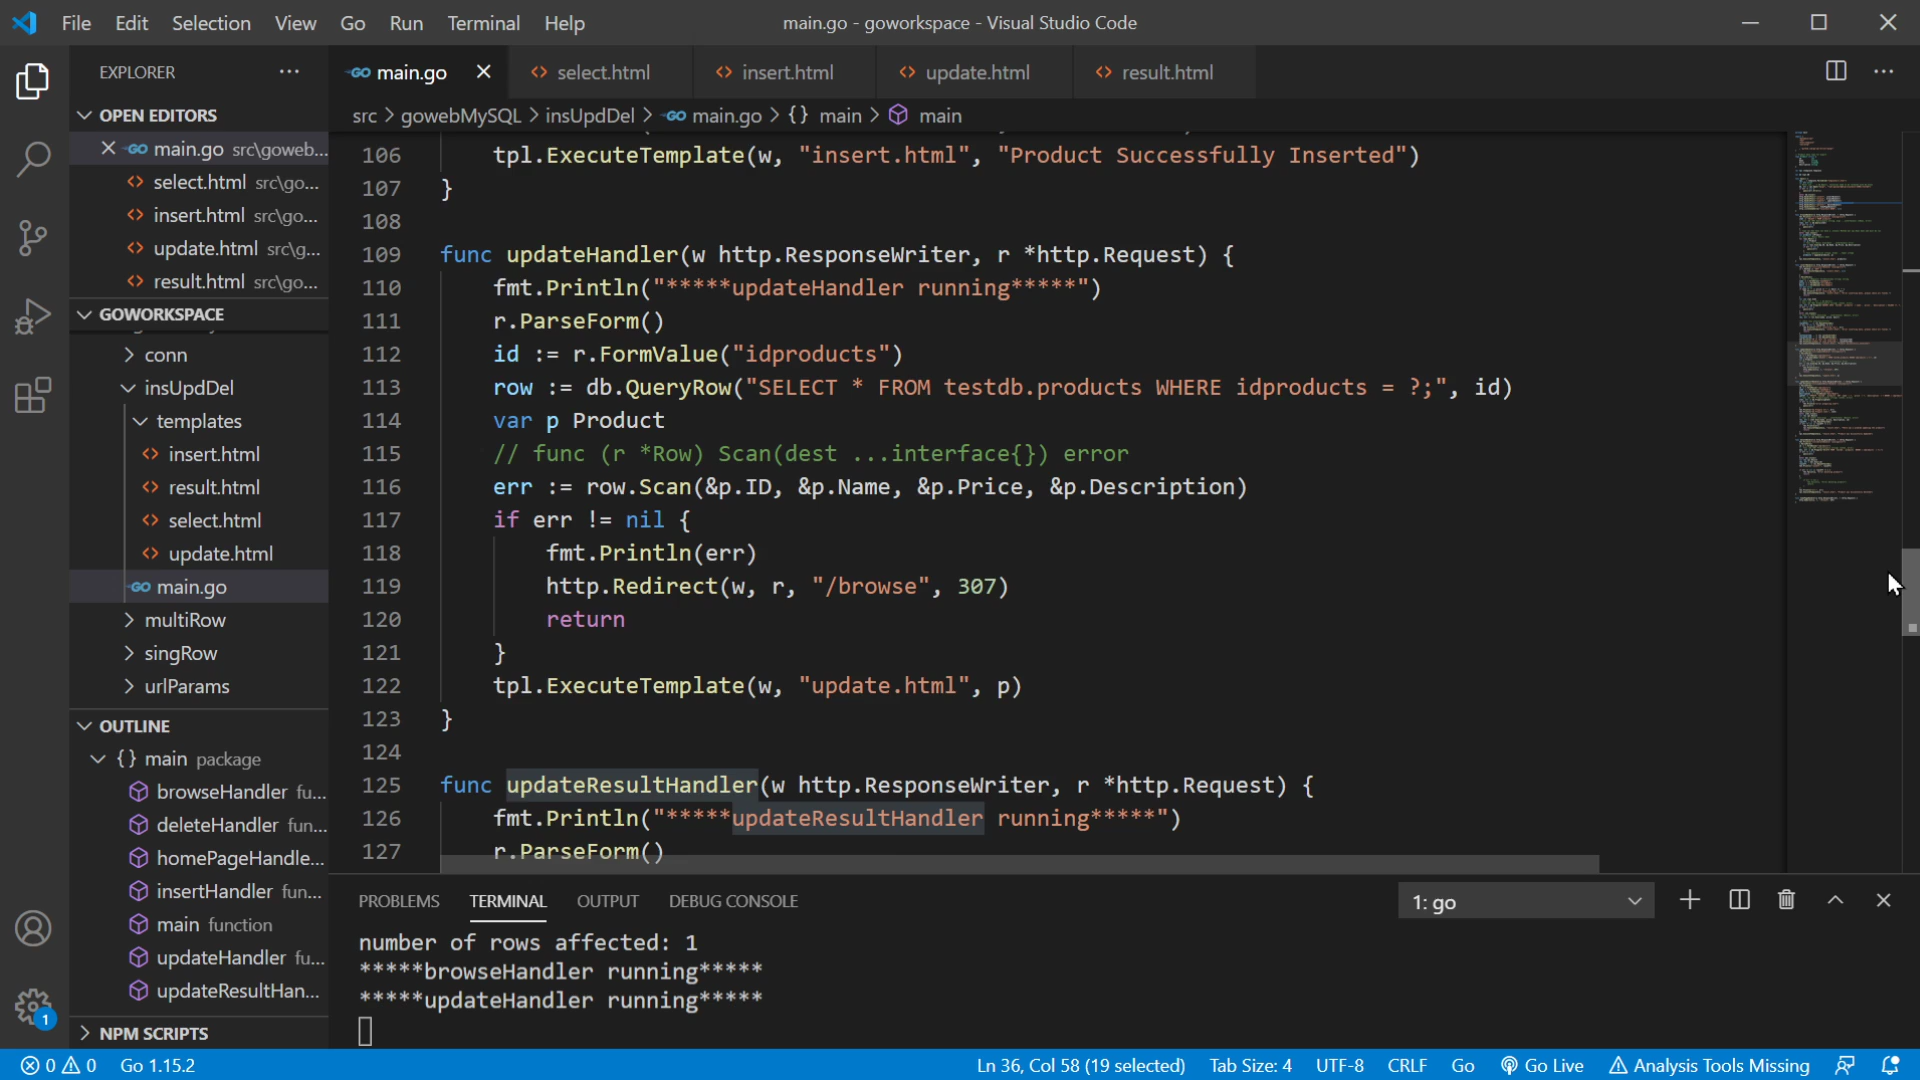 File Edit Selection View Go Run Terminal Help
main.go - goworkspace - Visual Studio Code
EXPLORER ···
OPEN EDITORS
main.go src\goweb...
select.html src\go...
insert.html src\go...
update.html src\g...
result.html src\go...
GOWORKSPACE
conn
insUpdDel
templates
insert.html
result.html
select.html
update.html
main.go
multiRow
singRow
urlParams
OUTLINE
{} main package
browseHandler fu...
deleteHandler fun...
homePageHandle...
insertHandler fun...
main function
updateHandler fu...
updateResultHan...
NPM SCRIPTS
main.go select.html insert.html update.html result.html
src > gowebMySQL > insUpdDel > main.go > {} main > main
106 tpl.ExecuteTemplate(w, "insert.html", "Product Successfully Inserted")
107 }
108
109 func updateHandler(w http.ResponseWriter, r *http.Request) {
110 fmt.Println("*****updateHandler running*****")
111 r.ParseForm()
112 id := r.FormValue("idproducts")
113 row := db.QueryRow("SELECT * FROM testdb.products WHERE idproducts = ?;", id)
114 var p Product
115 // func (r *Row) Scan(dest ...interface{}) error
116 err := row.Scan(&p.ID, &p.Name, &p.Price, &p.Description)
117 if err != nil {
118 fmt.Println(err)
119 http.Redirect(w, r, "/browse", 307)
120 return
121 }
122 tpl.ExecuteTemplate(w, "update.html", p)
123 }
124
125 func updateResultHandler(w http.ResponseWriter, r *http.Request) {
126 fmt.Println("*****updateResultHandler running*****")
127 r.ParseForm()
PROBLEMS TERMINAL OUTPUT DEBUG CONSOLE 1: go
number of rows affected: 1
*****browseHandler running*****
*****updateHandler running*****
1
0 0 Go 1.15.2 Ln 36, Col 58 (19 selected) Tab Size: 4 UTF-8 CRLF Go Go Live Analysis Tools Missing